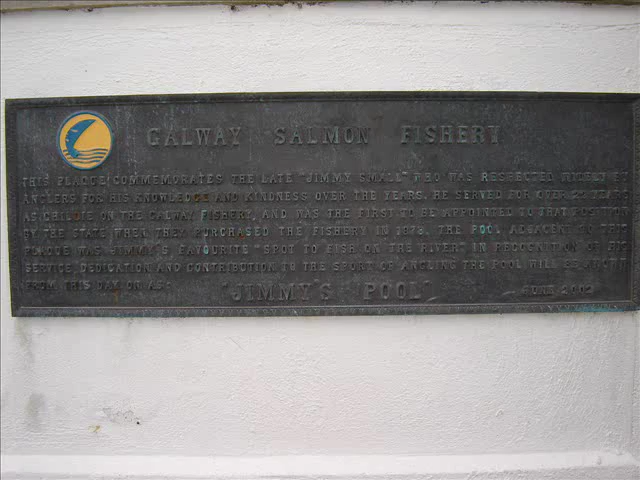 GALWAY SALMON FISHERY
THIS PLAQUE COMMEMORATES THE LATE "JIMMY SMALL" WHO WAS RESPECTED WIDELY BY
ANGLERS FOR HIS KNOWLEDGE AND KINDNESS OVER THE YEARS. HE SERVED FOR OVER YEARS
AS GHILLIE ON THE GALWAY FISHERY, AND WAS THE FIRST TO BE APPOINTED TO THAT POSITION
BY THE STATE WHEN THEY PURCHASED THE FISHERY IN 1978. THE POOL ADJACENT TO THIS
PLAQUE WAS JIMMY'S FAVOURITE "SPOT TO FISH ON THE RIVER" IN RECOGNITION OF HIS
SERVICE, DEDICATION AND CONTRIBUTION TO THE SPORT OF ANGLING THE POOL WILL BE KNOWN
FROM THIS DAY ON AS: "JIMMY'S POOL" JUNE 2002